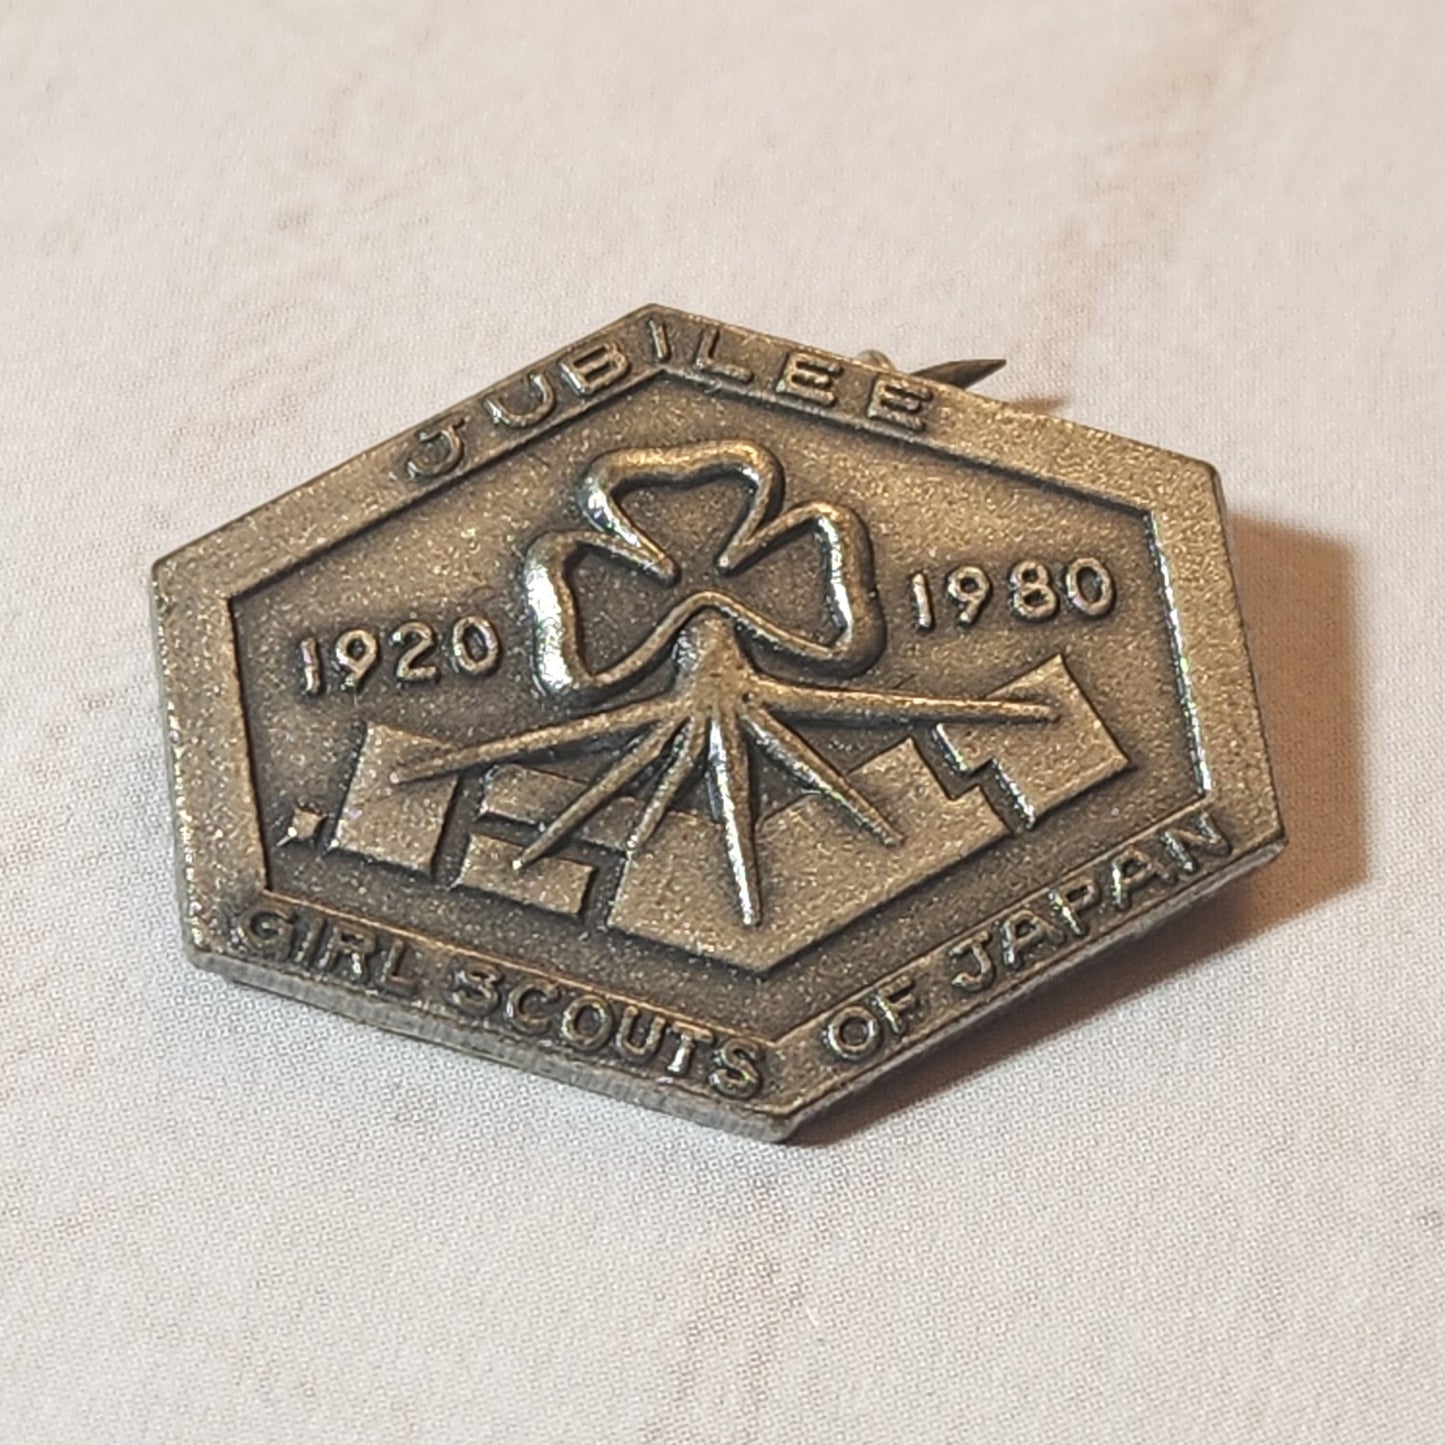 JUBILEE
1920 1980
GIRL SCOUTS OF JAPAN